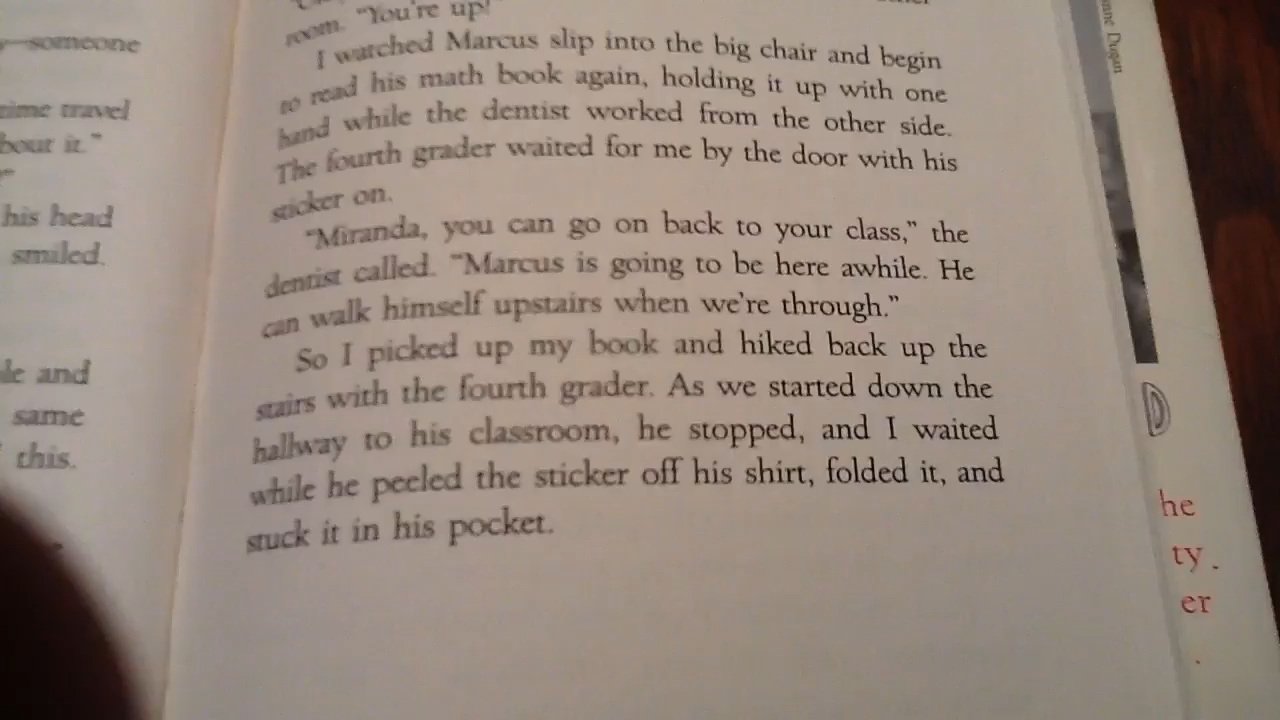 someone
time travel
bout it."
his head
smiled.
and
same
this.
room. "You're up!
I watched Marcus slip into the big chair and begin
to read his math book again, holding it up with one
hand while the dentist worked from the other side.
The fourth grader waited for me by the door with his
sticker on.
"Miranda, you can go on back to your class," the
dentist called. "Marcus is going to be here awhile. He
can walk himself upstairs when we're through."
So I picked up my book and hiked back up the
stairs with the fourth grader. As we started down the
hallway to his classroom, he stopped, and I waited
while he peeled the sticker off his shirt, folded it, and
stuck it in his pocket.
Dugan
he
ty.
er